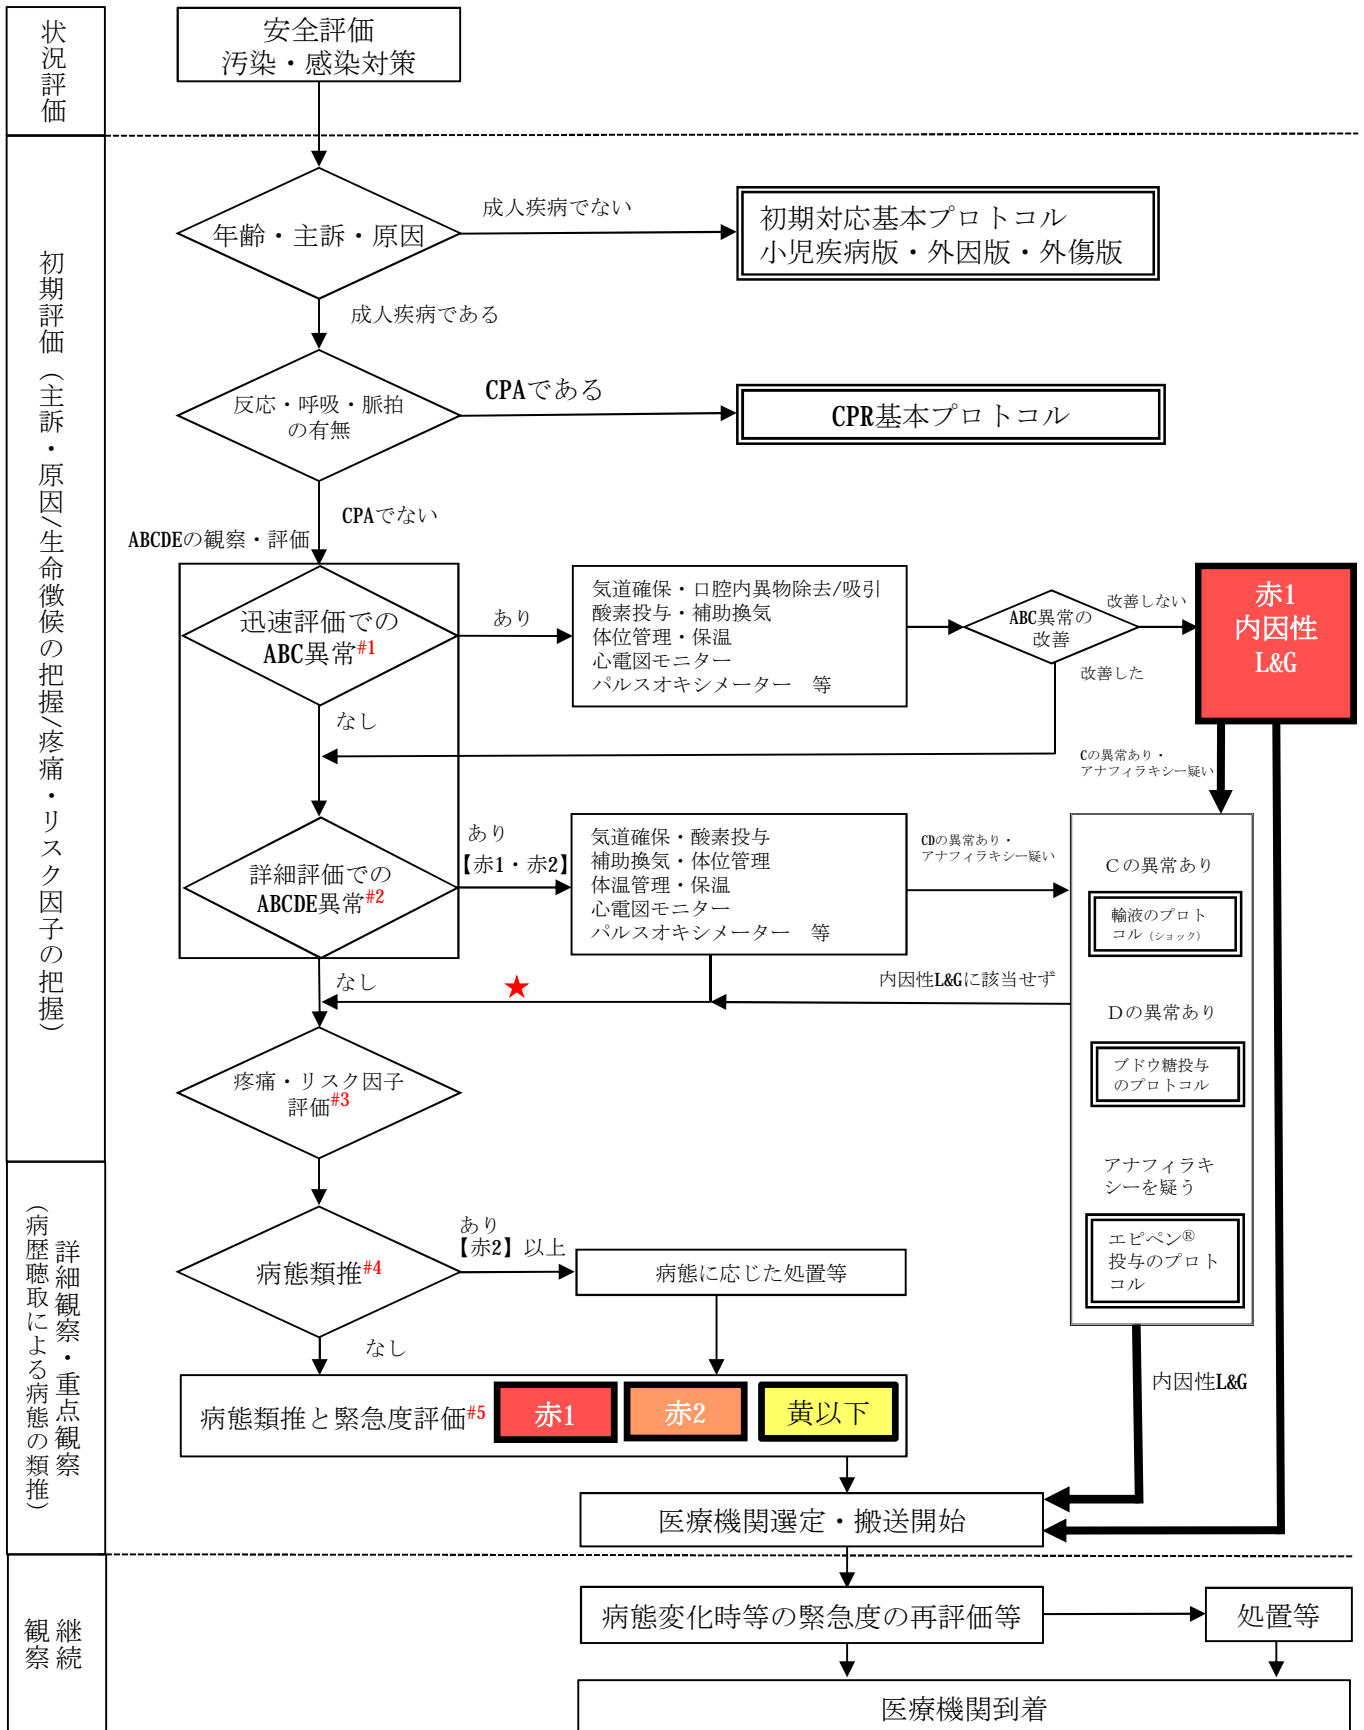 状況評価
安全評価
汚染・感染対策
初期評価（主訴・原因/生命徴候の把握/疼痛・リスク因子の把握）
年齢・主訴・原因
成人疾病でない
初期対応基本プロトコル
小児疾病版・外因版・外傷版
成人疾病である
反応・呼吸・脈拍
の有無
CPAである
CPR基本プロトコル
CPAでない
ABCDEの観察・評価
迅速評価での
ABC異常#1
あり
気道確保・口腔内異物除去/吸引
酸素投与・補助換気
体位管理・保温
心電図モニター
パルスオキシメーター　等
ABC異常の
改善
改善しない
改善した
赤1
内因性
L&G
なし
Cの異常あり・
アナフィラキシー疑い
詳細評価での
ABCDE異常#2
あり
【赤1・赤2】
気道確保・酸素投与
補助換気・体位管理
体温管理・保温
心電図モニター
パルスオキシメーター　等
CDの異常あり・
アナフィラキシー疑い
Ｃの異常あり
輸液のプロト
コル（ショック）
Ｄの異常あり
ブドウ糖投与
のプロトコル
アナフィラキ
シーを疑う
エピペン®
投与のプロト
コル
なし
★
内因性L&Gに該当せず
疼痛・リスク因子
評価#3
詳細観察・重点観察
（病歴聴取による病態の類推）
病態類推#4
あり
【赤2】以上
病態に応じた処置等
なし
病態類推と緊急度評価#5
赤1
赤2
黄以下
内因性L&G
医療機関選定・搬送開始
継続
観察
病態変化時等の緊急度の再評価等
処置等
医療機関到着